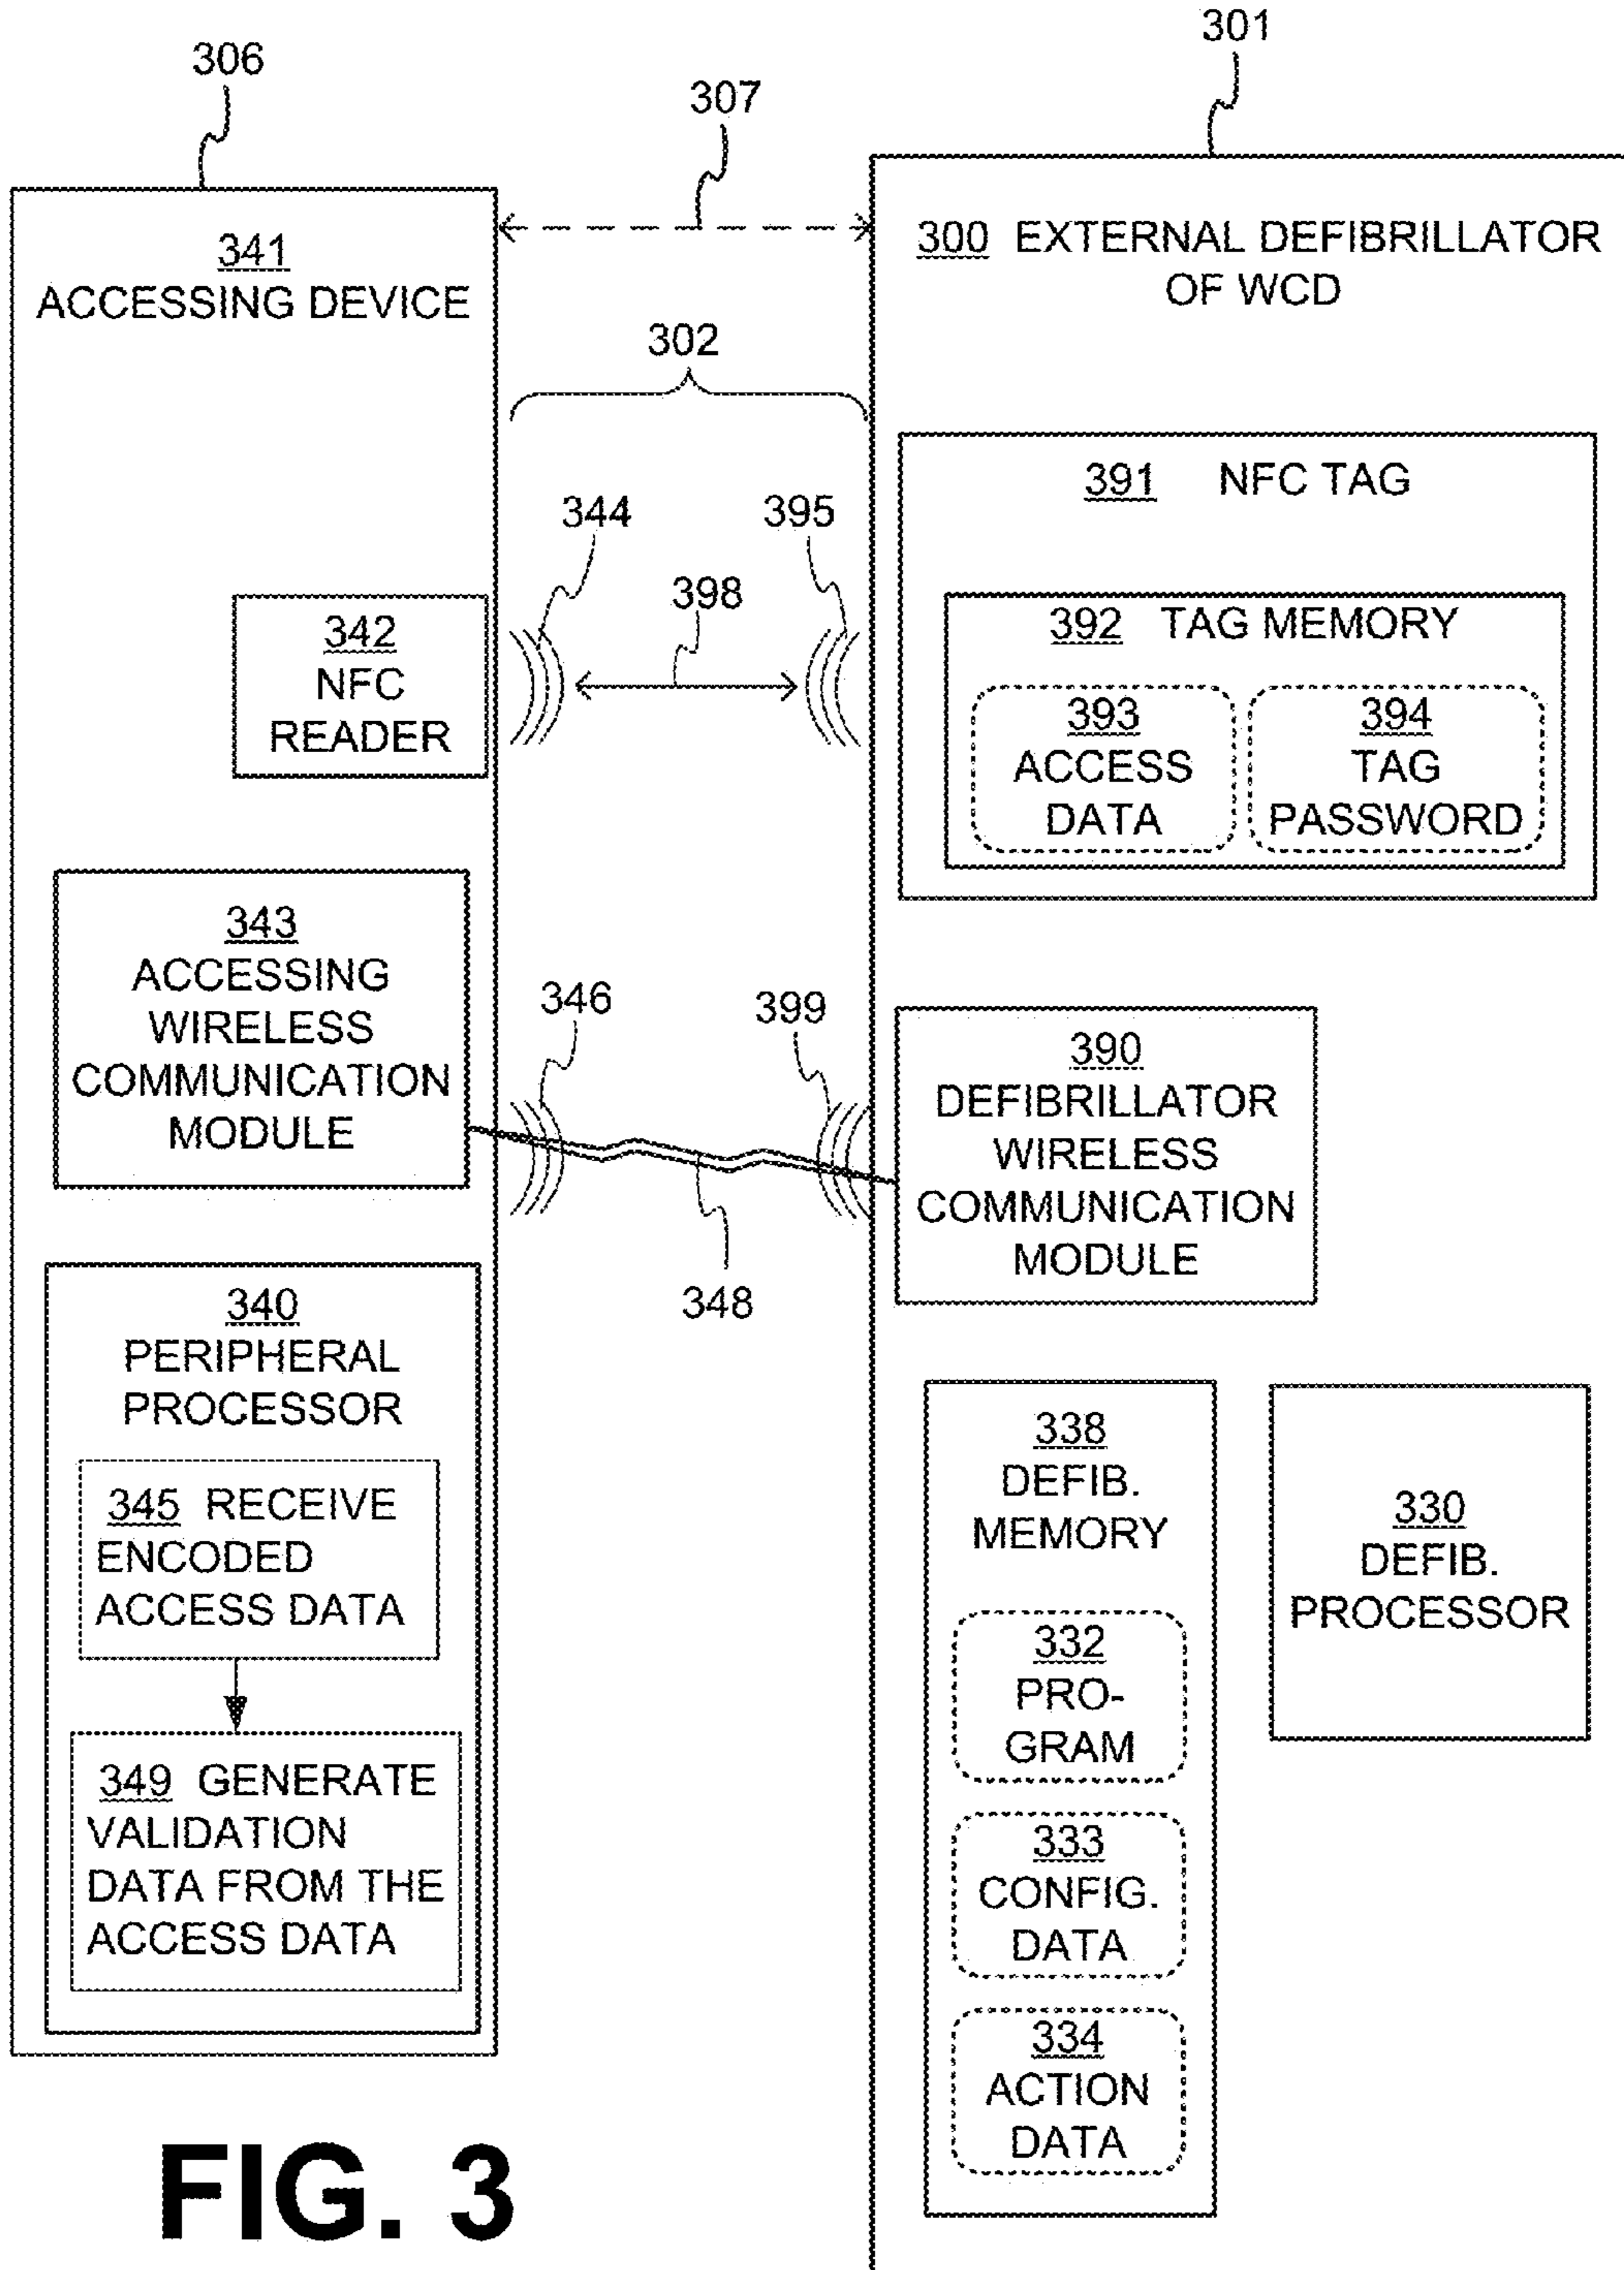 301
306
307
341
ACCESSING DEVICE
300 EXTERNAL DEFIBRILLATOR
OF WCD
302
391 NFC TAG
344
395
398
342
NFC
READER
392 TAG MEMORY
393
ACCESS
DATA
394
TAG
PASSWORD
343
ACCESSING
WIRELESS
COMMUNICATION
MODULE
346
399
390
DEFIBRILLATOR
WIRELESS
COMMUNICATION
MODULE
348
340
PERIPHERAL
PROCESSOR
345 RECEIVE
ENCODED
ACCESS DATA
349 GENERATE
VALIDATION
DATA FROM THE
ACCESS DATA
338
DEFIB.
MEMORY
332
PRO-
GRAM
333
CONFIG.
DATA
334
ACTION
DATA
330
DEFIB.
PROCESSOR
FIG. 3